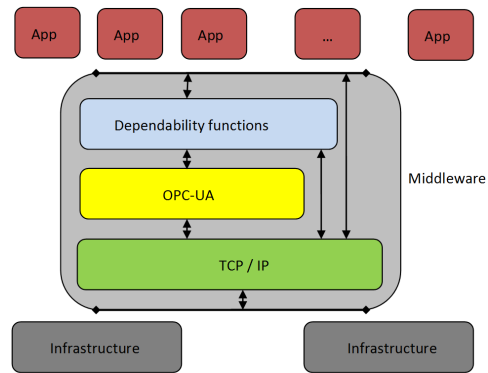 App
App
App
...
App
Dependability functions
Middleware
OPC-UA
TCP / IP
Infrastructure
Infrastructure